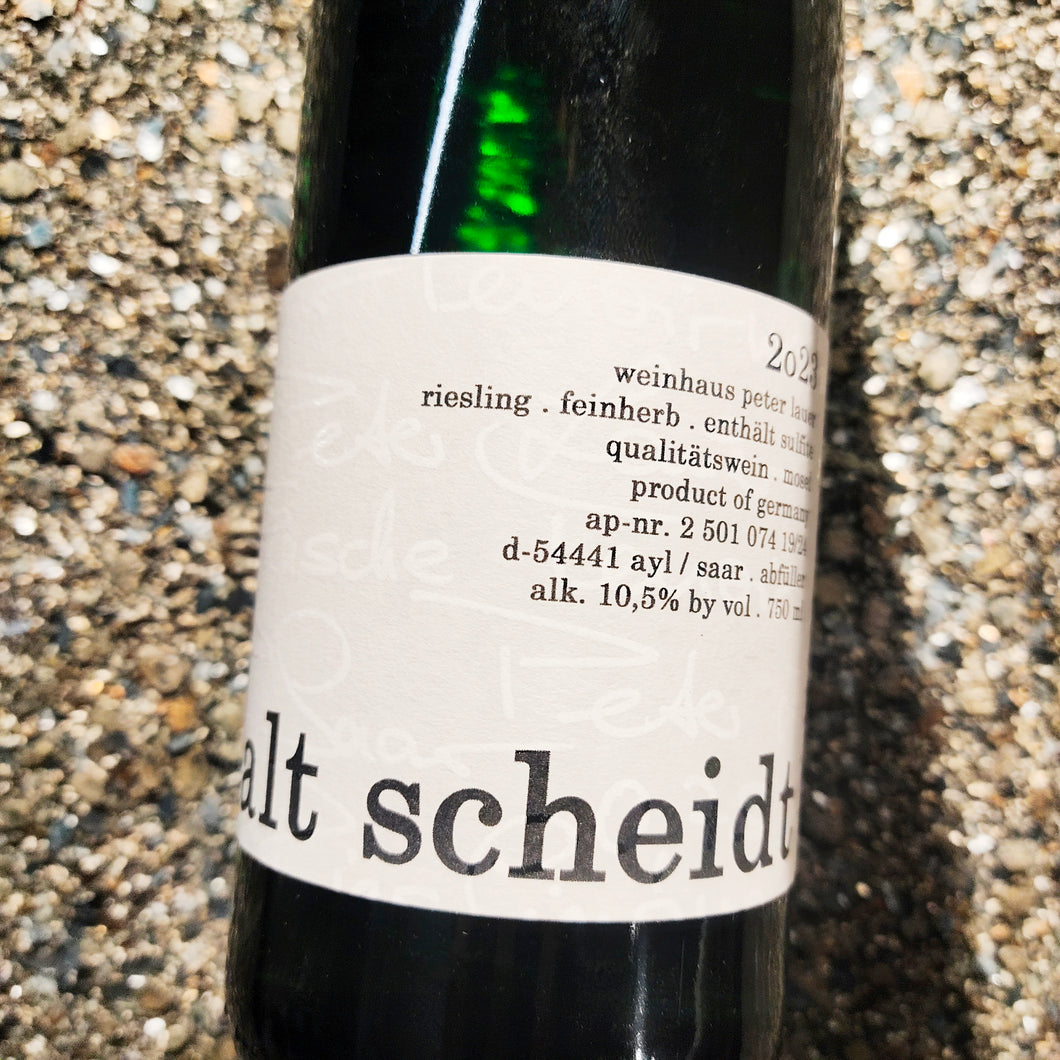 2023
weinhaus peter lauer
riesling . feinherb . enthält sulfite
qualitätswein . mosel
product of germany
ap-nr. 2 501 074 19/24
d-54441 ayl / saar . abfüller
alk. 10,5% by vol . 750 ml
alt scheidt